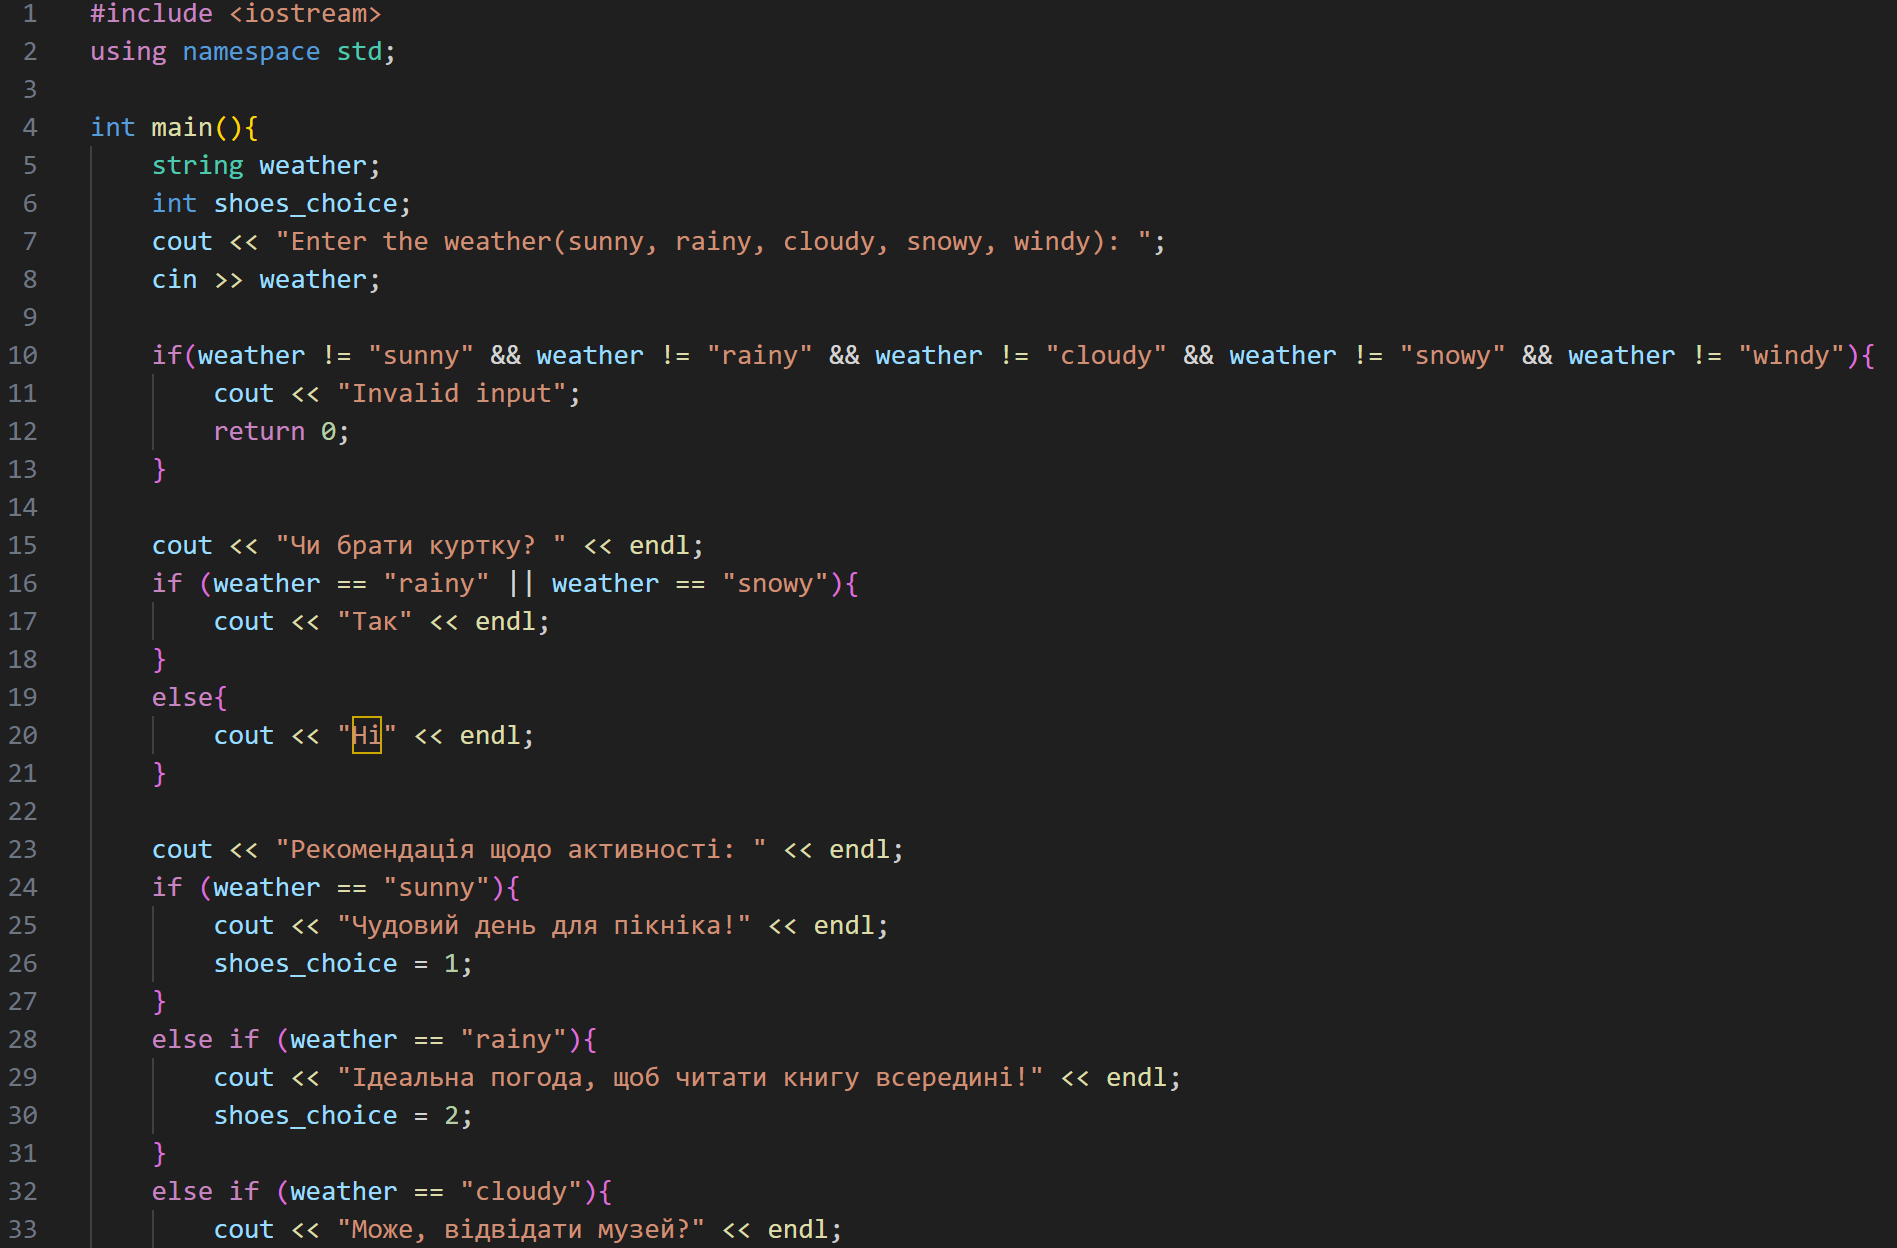 1 #include <iostream>
2 using namespace std;
3
4 int main(){
5     string weather;
6     int shoes_choice;
7     cout << "Enter the weather(sunny, rainy, cloudy, snowy, windy): ";
8     cin >> weather;
9
10     if(weather != "sunny" && weather != "rainy" && weather != "cloudy" && weather != "snowy" && weather != "windy"){
11         cout << "Invalid input";
12         return 0;
13     }
14
15     cout << "Чи брати куртку? " << endl;
16     if (weather == "rainy" || weather == "snowy"){
17         cout << "Так" << endl;
18     }
19     else{
20         cout << "Ні" << endl;
21     }
22
23     cout << "Рекомендація щодо активності: " << endl;
24     if (weather == "sunny"){
25         cout << "Чудовий день для пікніка!" << endl;
26         shoes_choice = 1;
27     }
28     else if (weather == "rainy"){
29         cout << "Ідеальна погода, щоб читати книгу всередині!" << endl;
30         shoes_choice = 2;
31     }
32     else if (weather == "cloudy"){
33         cout << "Може, відвідати музей?" << endl;